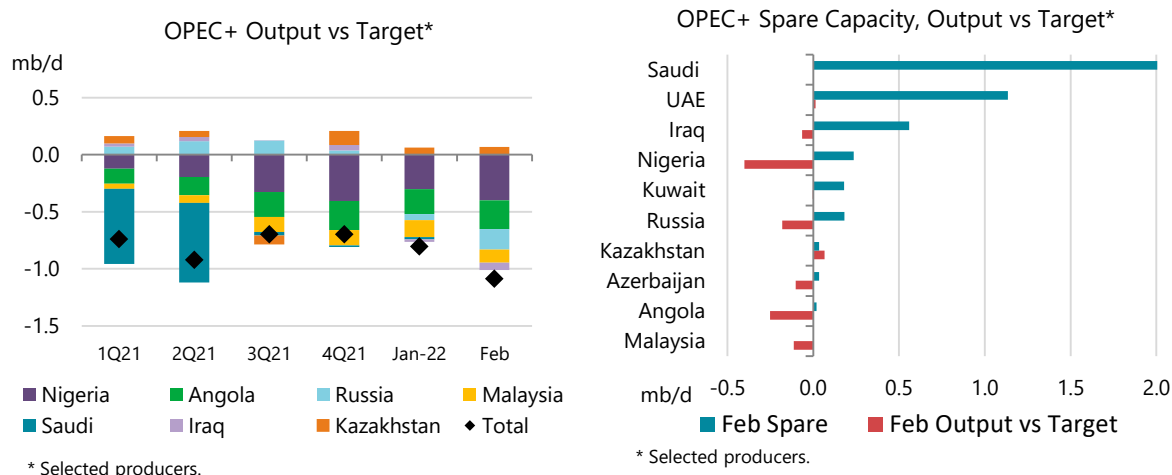 OPEC+ Output vs Target*
mb/d
0.5
0.0
-0.5
-1.0
-1.5
1Q21 2Q21 3Q21 4Q21 Jan-22 Feb
Nigeria Angola Russia Malaysia
Saudi Iraq Kazakhstan Total
* Selected producers.
OPEC+ Spare Capacity, Output vs Target*
Saudi
UAE
Iraq
Nigeria
Kuwait
Russia
Kazakhstan
Azerbaijan
Angola
Malaysia
mb/d -0.5 0.0 0.5 1.0 1.5 2.0
Feb Spare Feb Output vs Target
* Selected producers.